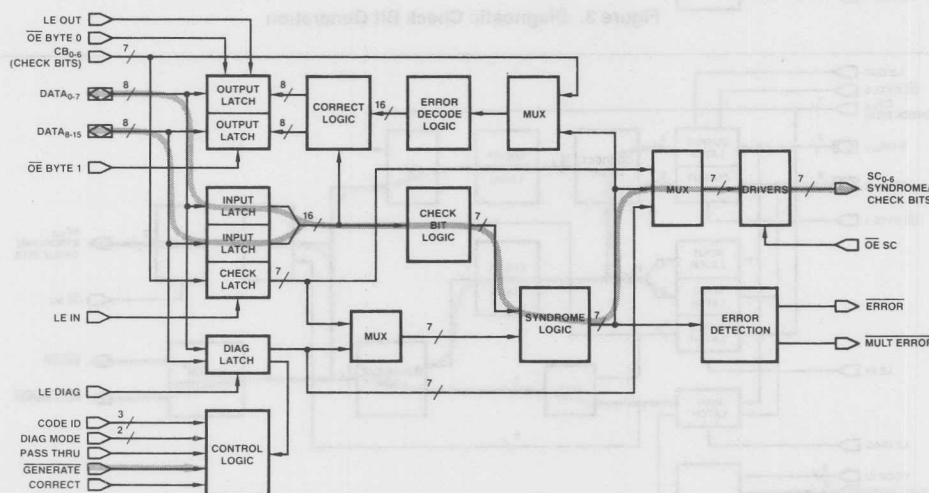 Figure 3. Diagnostic Check Bit Generation
LE OUT
OE BYTE 0
CB0-6
(CHECK BITS)
7
DATA0-7
8
DATA8-15
8
OE BYTE 1
OUTPUT
LATCH
OUTPUT
LATCH
8
8
CORRECT
LOGIC
16
ERROR
DECODE
LOGIC
MUX
INPUT
LATCH
INPUT
LATCH
CHECK
LATCH
16
7
CHECK
BIT
LOGIC
7
MUX
7
DRIVERS
7
SC0-6
SYNDROME/
CHECK BITS
OE SC
LE IN
MUX
7
SYNDROME
LOGIC
7
ERROR
DETECTION
ERROR
MULT ERROR
DIAG
LATCH
7
LE DIAG
CODE ID
3
DIAG MODE
2
PASS THRU
GENERATE
CORRECT
CONTROL
LOGIC